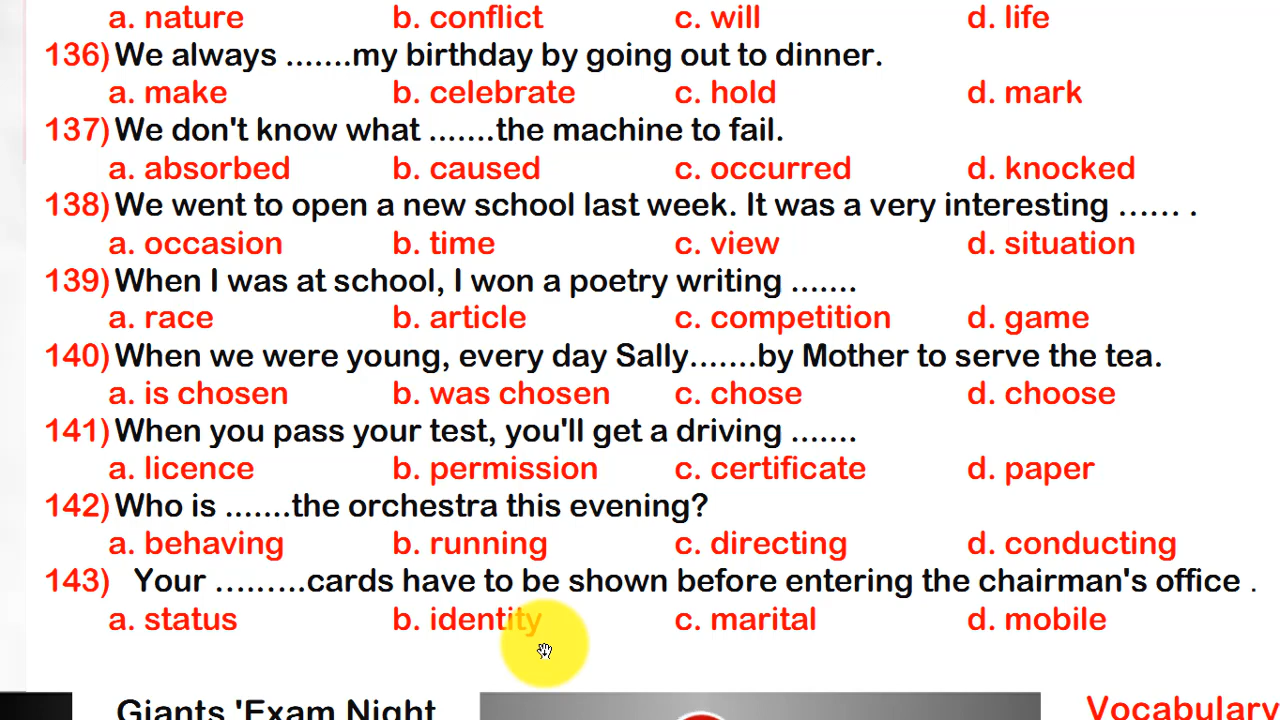 a. nature b. conflict c. will d. life
136) We always .......my birthday by going out to dinner.
a. make b. celebrate c. hold d. mark
137) We don't know what .......the machine to fail.
a. absorbed b. caused c. occurred d. knocked
138) We went to open a new school last week. It was a very interesting ...... .
a. occasion b. time c. view d. situation
139) When I was at school, I won a poetry writing .......
a. race b. article c. competition d. game
140) When we were young, every day Sally.......by Mother to serve the tea.
a. is chosen b. was chosen c. chose d. choose
141) When you pass your test, you'll get a driving .......
a. licence b. permission c. certificate d. paper
142) Who is .......the orchestra this evening?
a. behaving b. running c. directing d. conducting
143) Your .........cards have to be shown before entering the chairman's office .
a. status b. identity c. marital d. mobile
Giants 'Exam Night Vocabulary